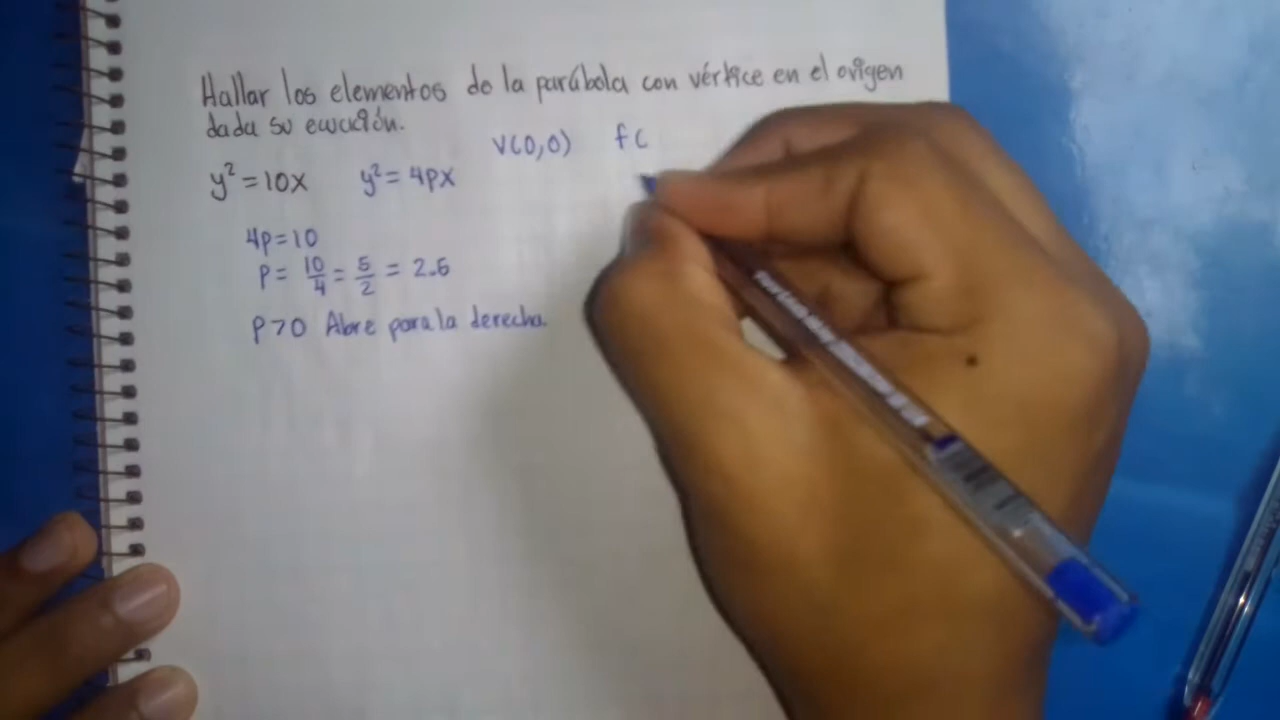 Hallar los elementos de la parábola con vértice en el origen
dada su ecuación.
V(0,0) f(
y² = 10x y² = 4px
4p = 10
p = 10/4 = 5/2 = 2.5
p > 0 Abre para la derecha.